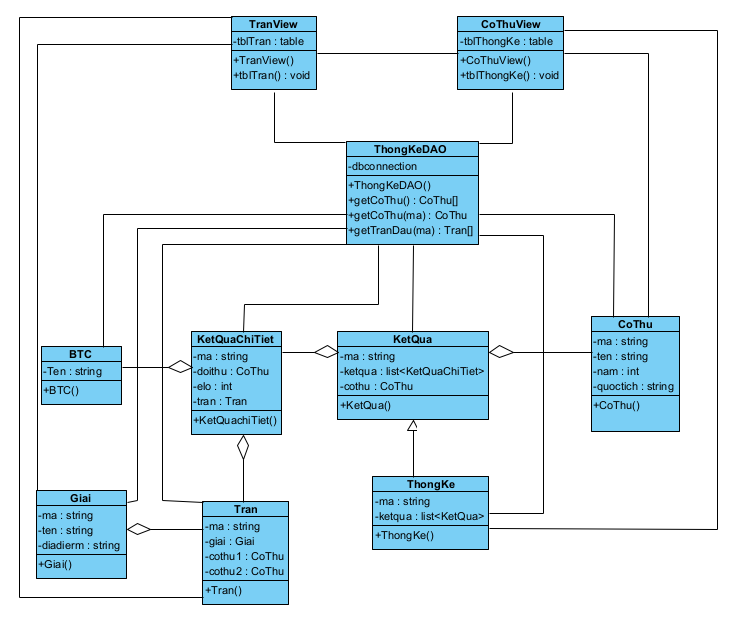 TranView
-tblTran : table
+TranView()
+tblTran() : void
CoThuView
-tblThongKe : table
+CoThuView()
+tblThongKe() : void
ThongKeDAO
-dbconnection
+ThongKeDAO()
+getCoThu() : CoThu[]
+getCoThu(ma) : CoThu
+getTranDau(ma) : Tran[]
BTC
-Ten : string
+BTC()
KetQuaChiTiet
-ma : string
-doithu : CoThu
-elo : int
-tran : Tran
+KetQuachiTiet()
KetQua
-ma : string
-ketqua : list<KetQuaChiTiet>
-cothu : CoThu
+KetQua()
CoThu
-ma : string
-ten : string
-nam : int
-quoctich : string
+CoThu()
Giai
-ma : string
-ten : string
-diadierm : string
+Giai()
Tran
-ma : string
-giai : Giai
-cothu1 : CoThu
-cothu2 : CoThu
+Tran()
ThongKe
-ma : string
-ketqua : list<KetQua>
+ThongKe()